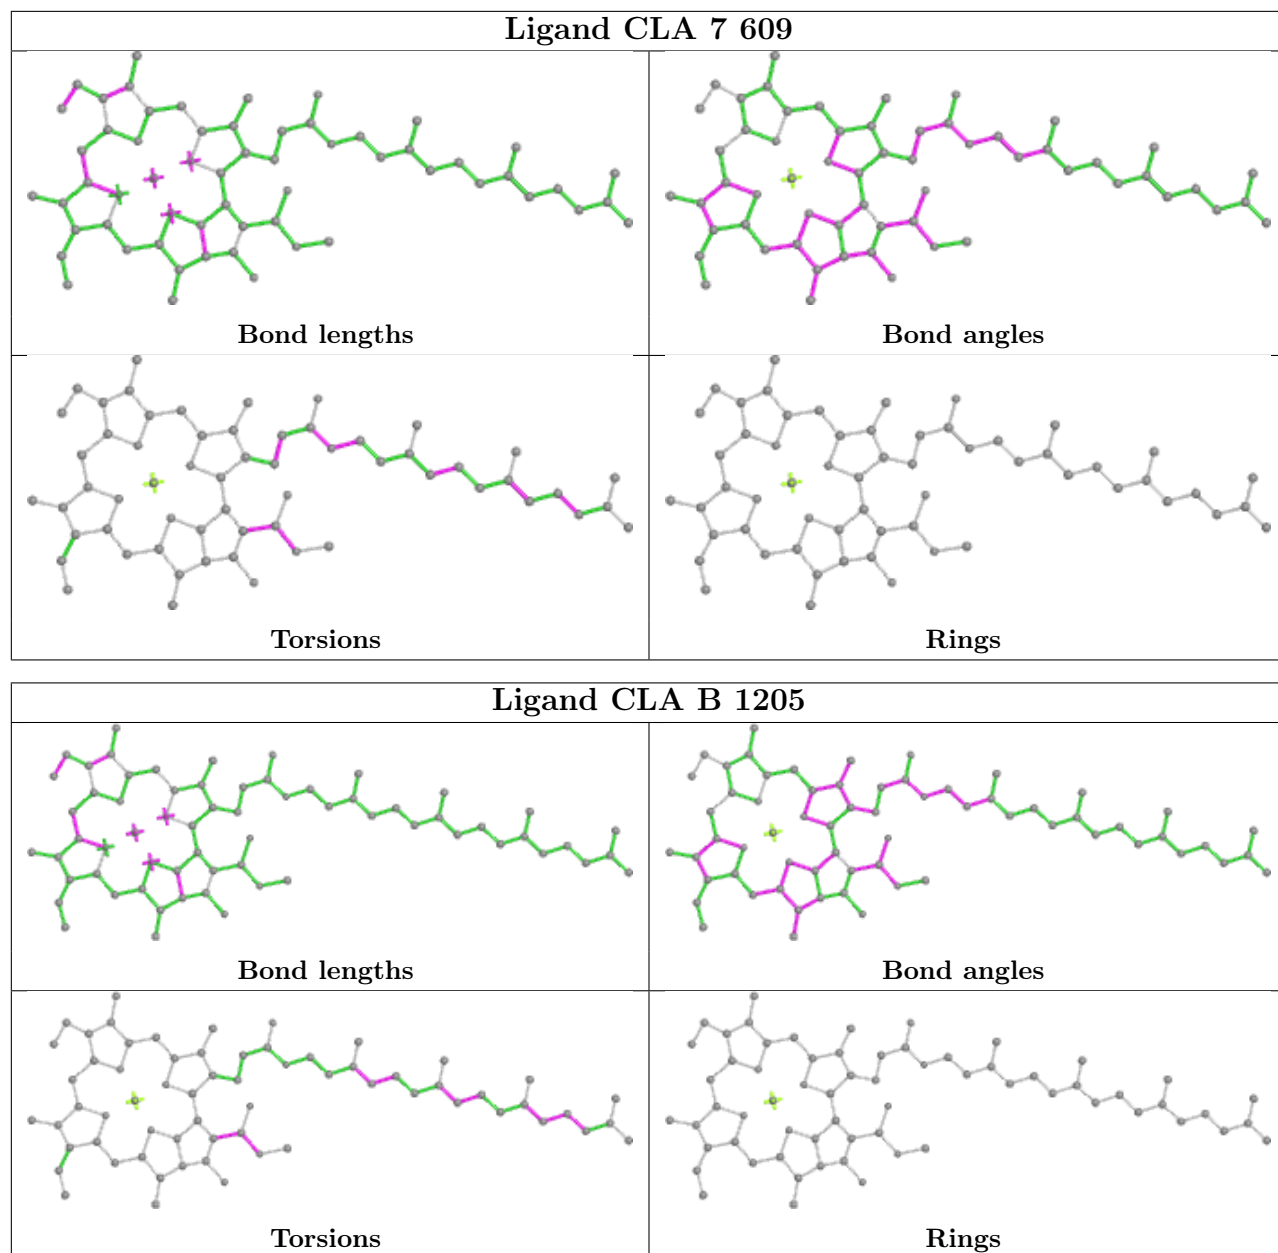 Ligand CLA 7 609
Bond lengths
Bond angles
Torsions
Rings
Ligand CLA B 1205
Bond lengths
Bond angles
Torsions
Rings